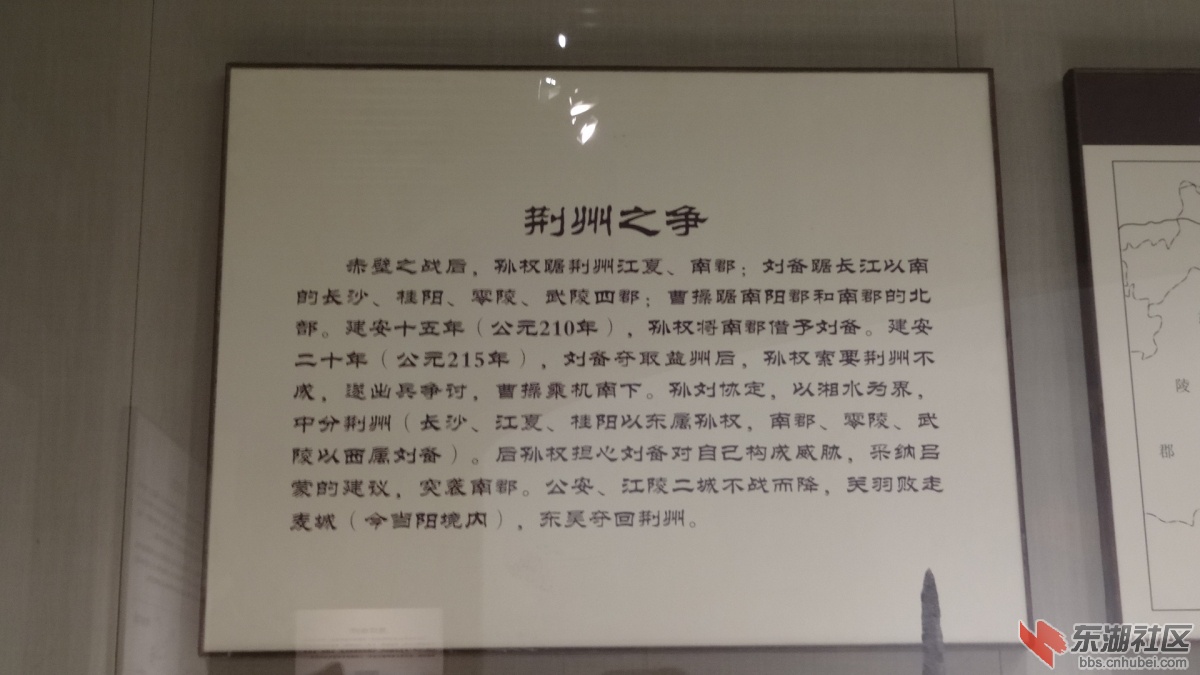 荆州之争
赤壁之战后，孙权踞荆州江夏、南郡；刘备踞长江以南
的长沙、桂阳、零陵、武陵四郡；曹操踞南阳郡和南郡的北
部。建安十五年（公元210年），孙权将南郡借予刘备。建安
二十年（公元215年），刘备夺取益州后，孙权索要荆州不
成，遂出兵争讨，曹操乘机南下。孙刘协定，以湘水为界，
中分荆州（长沙、江夏、桂阳以东属孙权，南郡、零陵、武
陵以西属刘备）。后孙权担心刘备对自己构成威胁，采纳吕
蒙的建议，突袭南郡。公安、江陵二城不战而降，关羽败走
麦城（今当阳境内），东吴夺回荆州。
陵
郡
东湖社区
bbs.cnhubei.com